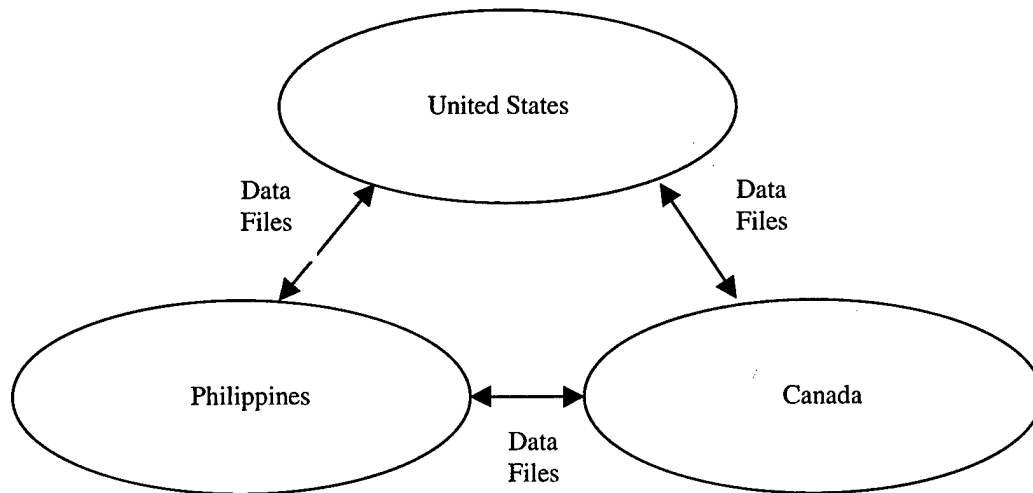 United States
Data
Files
Data
Files
Philippines
Canada
Data
Files